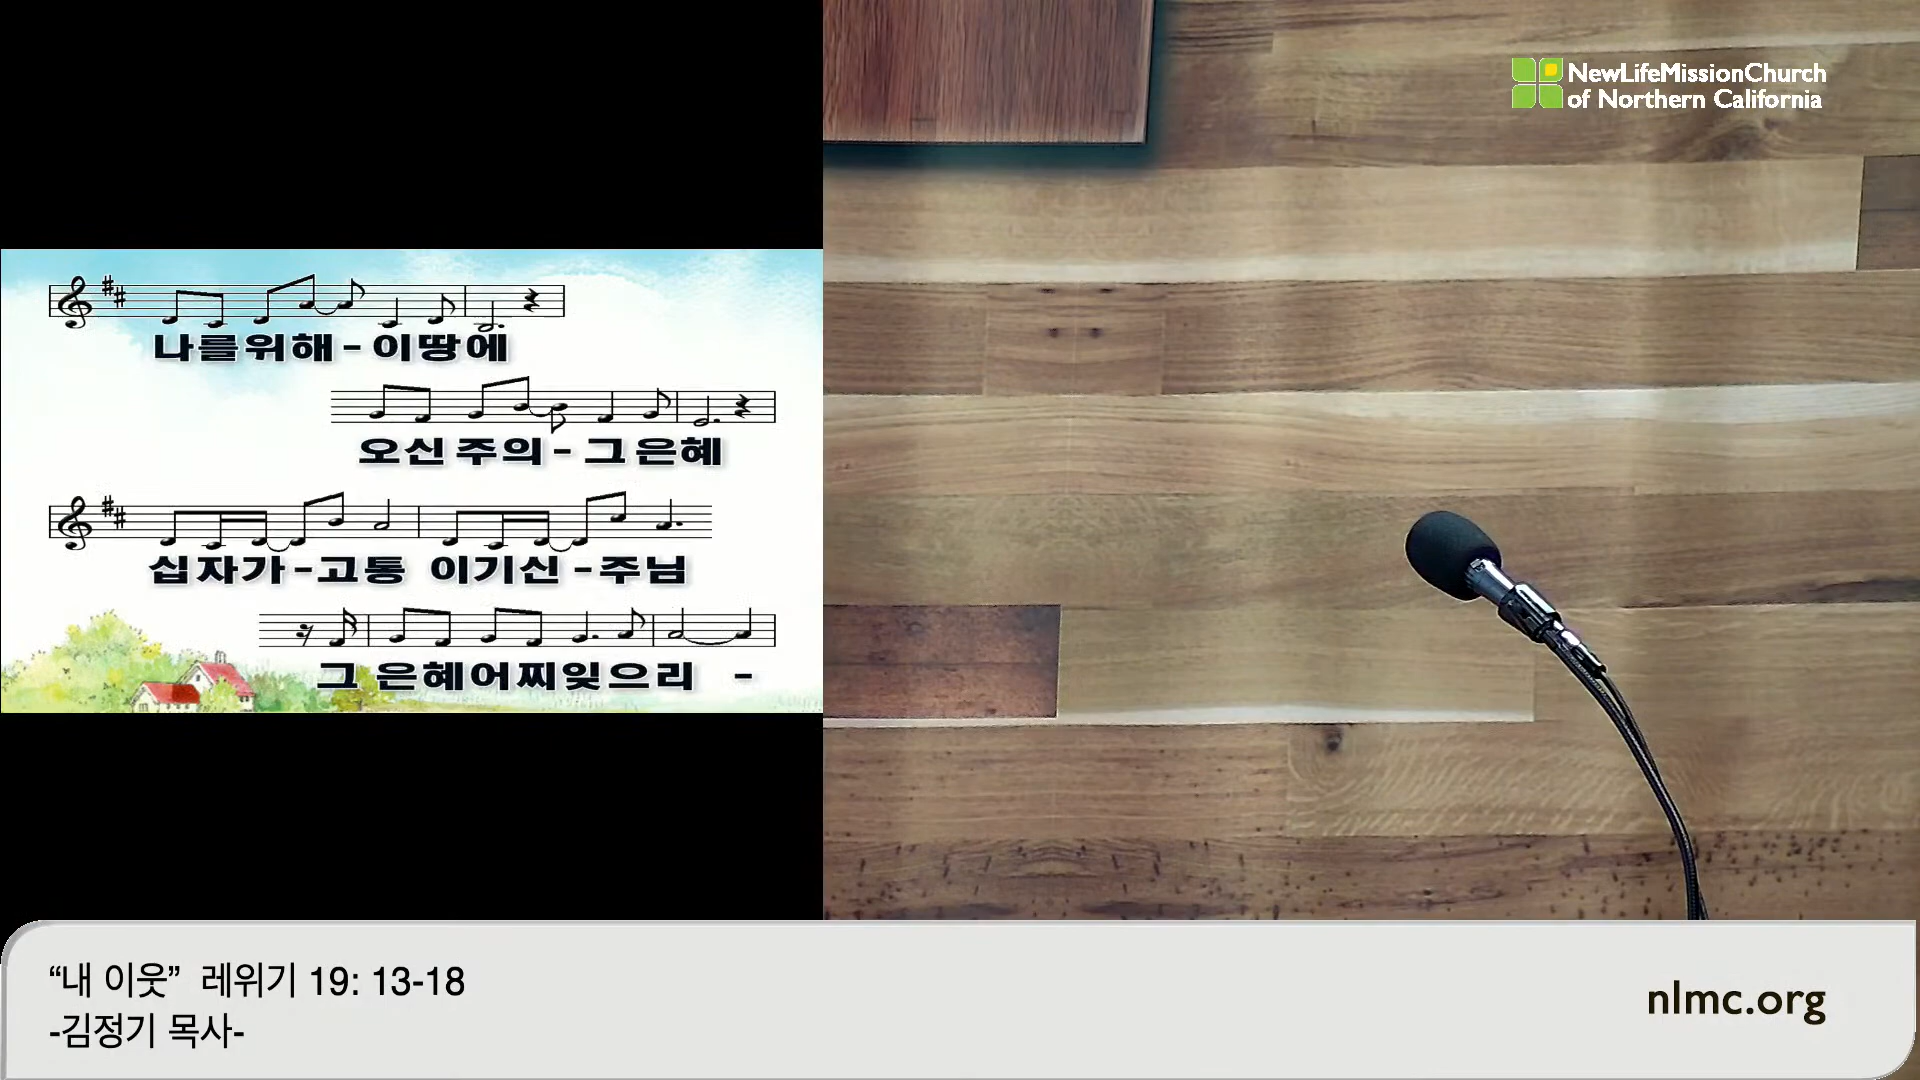 NewLifeMissionChurch
of Northern California
나를위해-이땅에
오신주의-그은혜
십자가-고통 이기신-주님
그 은혜어찌잊으리 -
“내 이웃” 레위기 19: 13-18
-김정기 목사-
nlmc.org